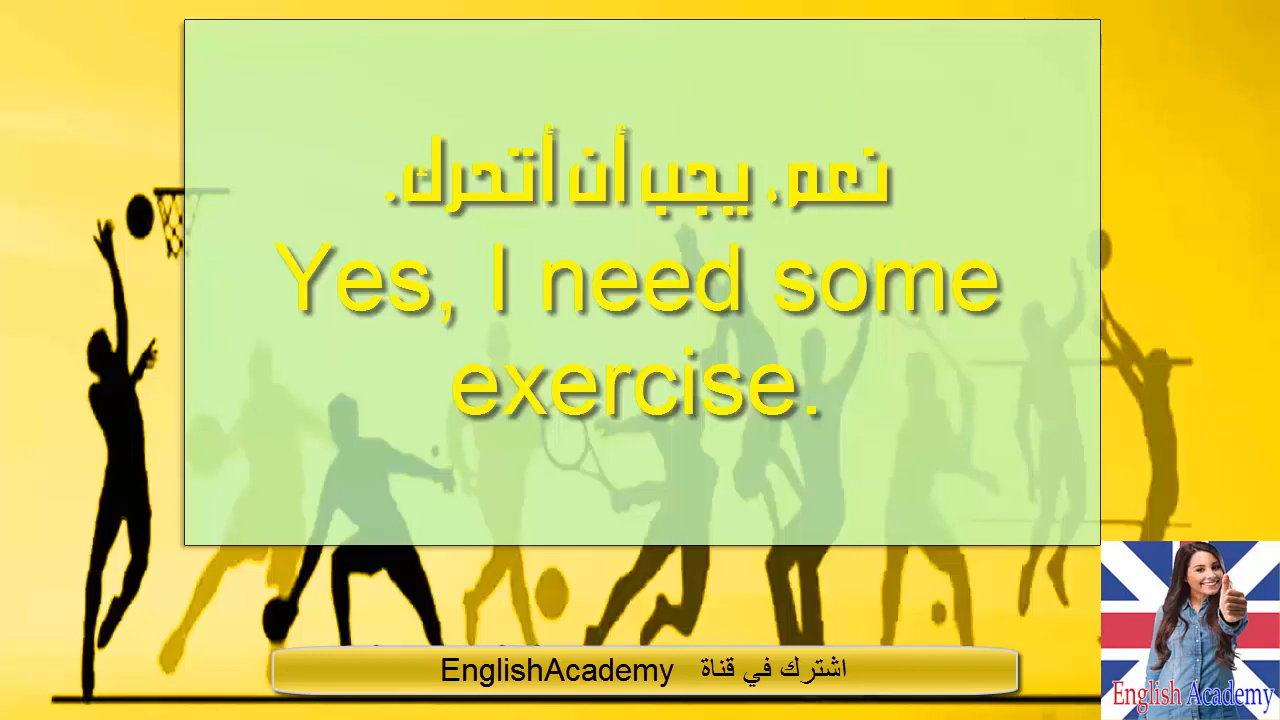 نعم، يجب أن أتحرك.
Yes, I need some
exercise.
اشترك في قناة EnglishAcademy
English Academy